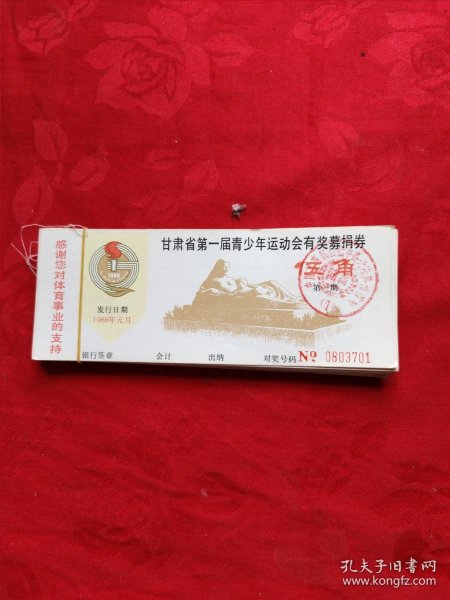 感谢您对体育事业的支持
1988
发行日期
1988年元月
甘肃省第一届青少年运动会有奖募捐券
伍角
第一期
银行签章 会计 出纳 对奖号码 Nº 0803701
孔夫子旧书网
www.kongfz.com